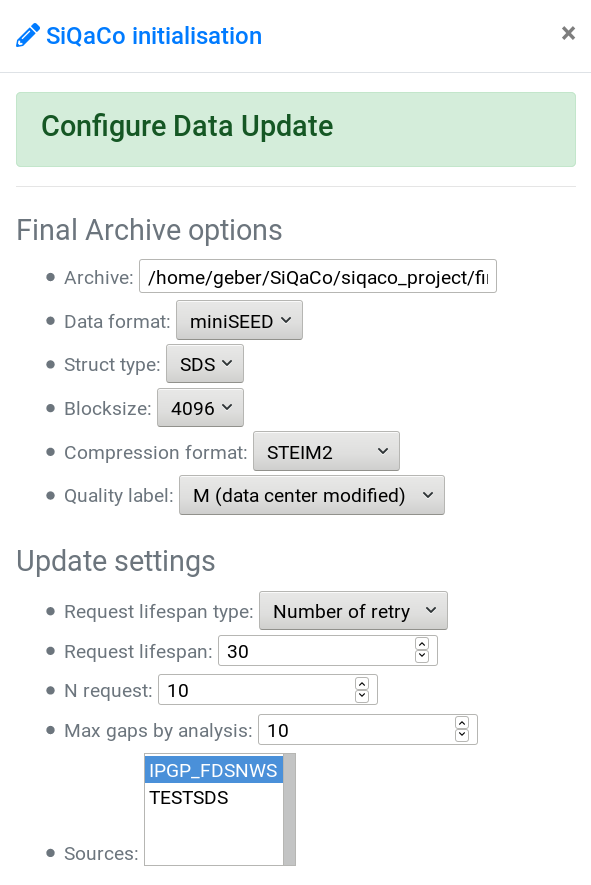 SiQaCo initialisation ×
Configure Data Update
Final Archive options
Archive: /home/geber/SiQaCo/siqaco_project/fi
Data format: miniSEED
Struct type: SDS
Blocksize: 4096
Compression format: STEIM2
Quality label: M (data center modified)
Update settings
Request lifespan type: Number of retry
Request lifespan: 30
N request: 10
Max gaps by analysis: 10
IPGP_FDSNWS
TESTSDS
Sources: